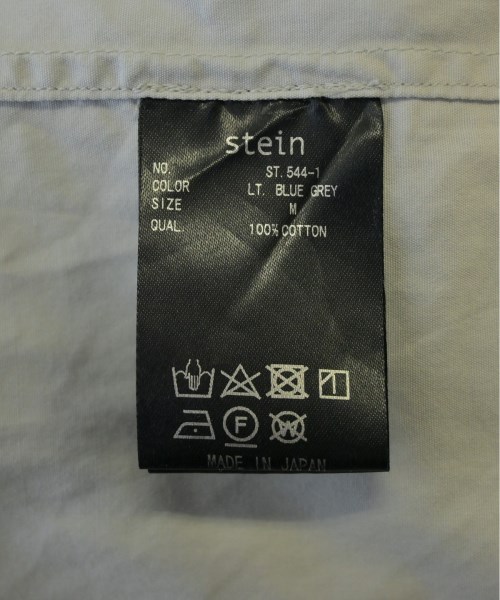 stein
NO. ST.544-1
COLOR LT. BLUE GREY
SIZE M
QUAL. 100% COTTON
F
W
MADE IN JAPAN